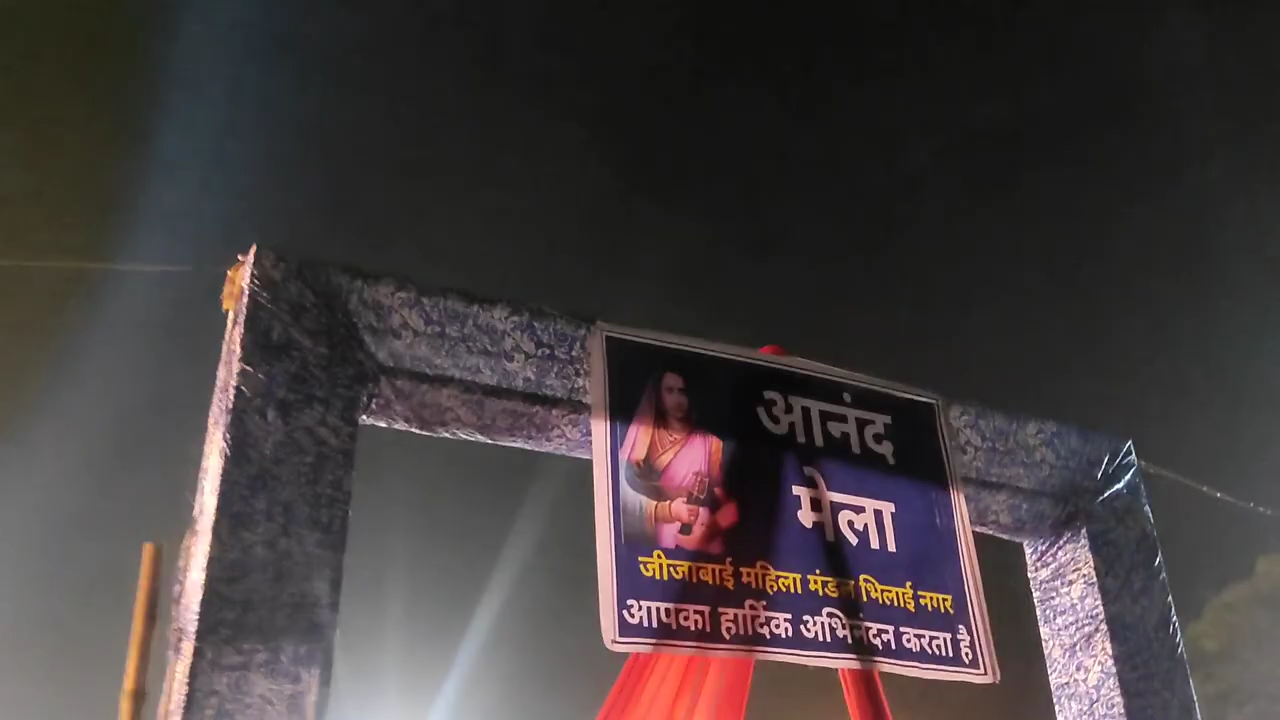 आनंद
मेला
जीजाबाई महिला मंडल भिलाई नगर
आपका हार्दिक अभिनंदन करता है